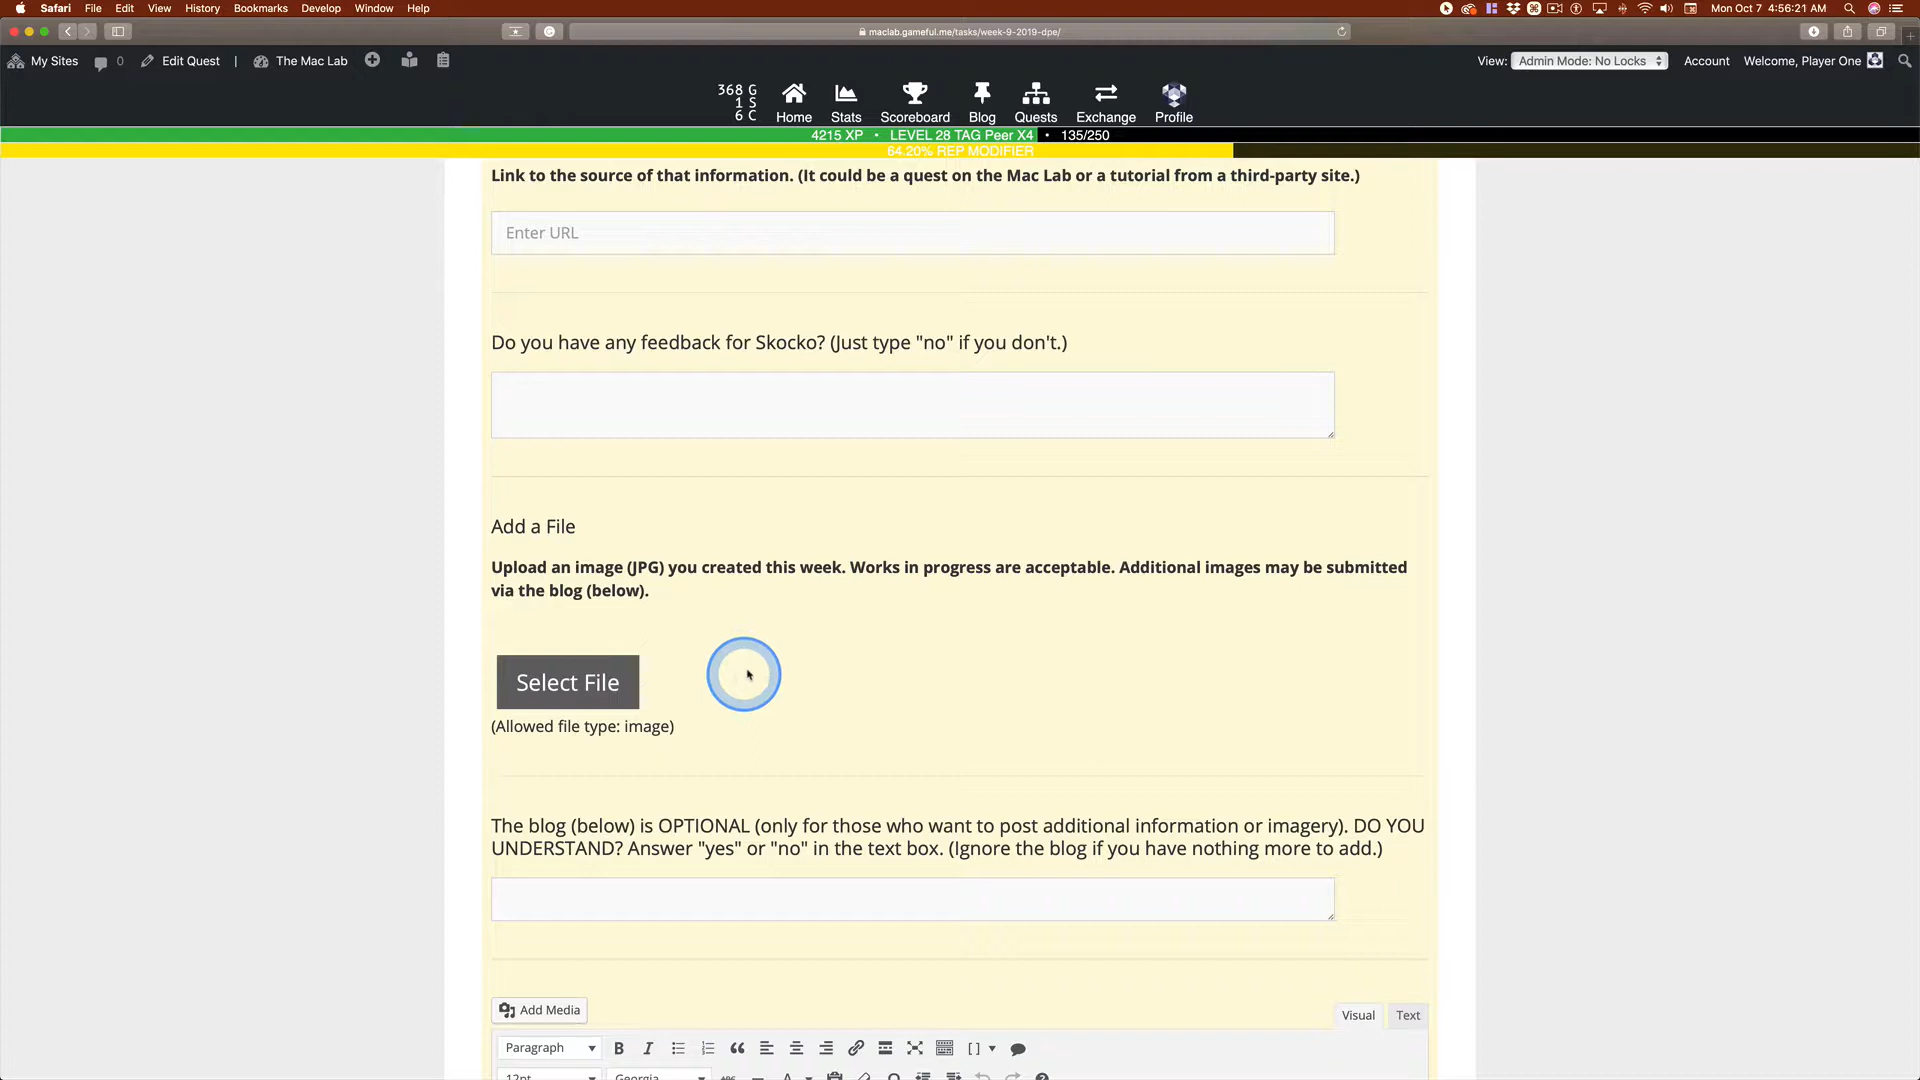 Safari File Edit View History Bookmarks Develop Window Help Mon Oct 7 4:56:21 AM
maclab.gameful.me/tasks/week-9-2019-dpe/
My Sites 0 Edit Quest | The Mac Lab View: Admin Mode: No Locks Account Welcome, Player One
368 G
1 S
6 C
Home Stats Scoreboard Blog Quests Exchange Profile
4215 XP • LEVEL 28 TAG Peer X4 • 135/250
64.20% REP MODIFIER
Link to the source of that information. (It could be a quest on the Mac Lab or a tutorial from a third-party site.)
Enter URL
Do you have any feedback for Skocko? (Just type "no" if you don't.)
Add a File
Upload an image (JPG) you created this week. Works in progress are acceptable. Additional images may be submitted
via the blog (below).
Select File
(Allowed file type: image)
The blog (below) is OPTIONAL (only for those who want to post additional information or imagery). DO YOU
UNDERSTAND? Answer "yes" or "no" in the text box. (Ignore the blog if you have nothing more to add.)
Add Media
Visual Text
Paragraph B I
12pt Georgia ABC A